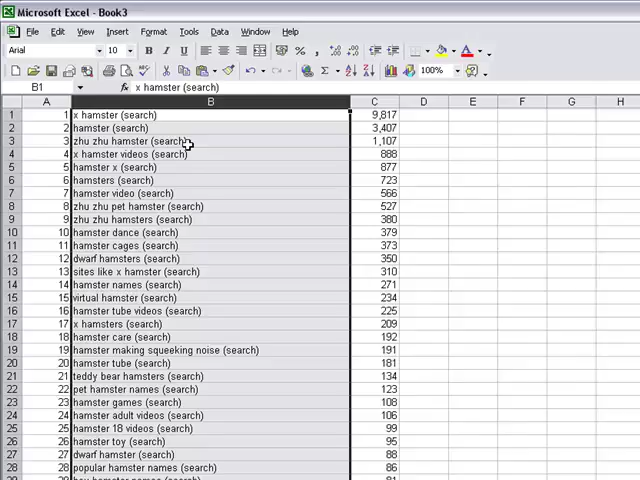 Microsoft Excel - Book3
File Edit View Insert Format Tools Data Window Help
Arial 10 B I U $ % , A
Σ 100%
B1 fx x hamster (search)
A B C D E F G H
1 1 x hamster (search) 9,817
2 2 hamster (search) 3,407
3 3 zhu zhu hamster (search) 1,107
4 4 x hamster videos (search) 888
5 5 hamster x (search) 877
6 6 hamsters (search) 723
7 7 hamster video (search) 566
8 8 zhu zhu pet hamster (search) 527
9 9 zhu zhu hamsters (search) 380
10 10 hamster dance (search) 379
11 11 hamster cages (search) 373
12 12 dwarf hamsters (search) 350
13 13 sites like x hamster (search) 310
14 14 hamster names (search) 271
15 15 virtual hamster (search) 234
16 16 hamster tube videos (search) 225
17 17 x hamsters (search) 209
18 18 hamster care (search) 192
19 19 hamster making squeeking noise (search) 191
20 20 hamster tube (search) 181
21 21 teddy bear hamsters (search) 134
22 22 pet hamster names (search) 123
23 23 hamster games (search) 108
24 24 hamster adult videos (search) 106
25 25 hamster 18 videos (search) 99
26 26 hamster toy (search) 95
27 27 dwarf hamster (search) 88
28 28 popular hamster names (search) 86